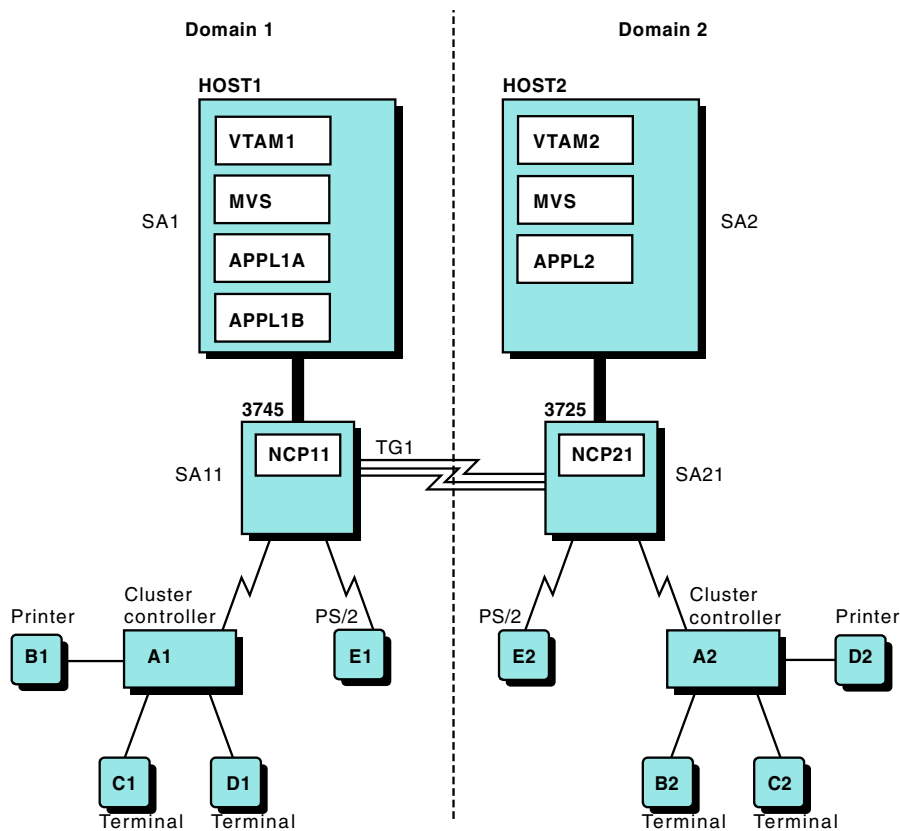 Domain 1
Domain 2
HOST1
HOST2
VTAM1
VTAM2
MVS
MVS
SA1
SA2
APPL1A
APPL2
APPL1B
3745
3725
NCP11
TG1
NCP21
SA11
SA21
Cluster
controller
Printer
PS/2
PS/2
Cluster
controller
Printer
B1
A1
E1
E2
A2
D2
C1
D1
B2
C2
Terminal
Terminal
Terminal
Terminal